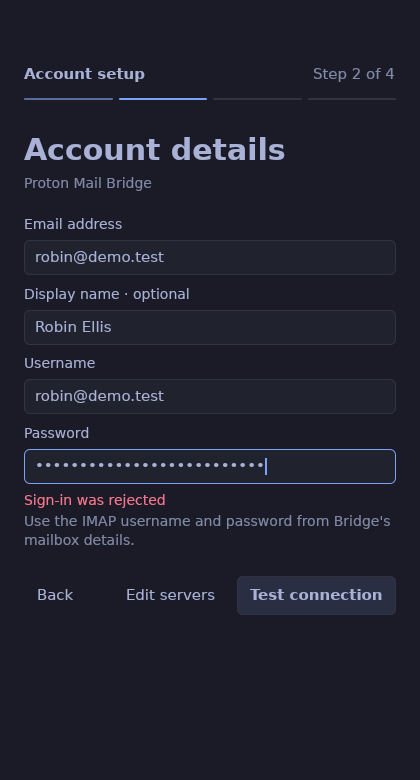 Account setup
Step 2 of 4
Account details
Proton Mail Bridge
Email address
robin@demo.test
Display name · optional
Robin Ellis
Username
robin@demo.test
Password
••••••••••••••••••••••••••
Sign-in was rejected
Use the IMAP username and password from Bridge's
mailbox details.
Back
Edit servers
Test connection